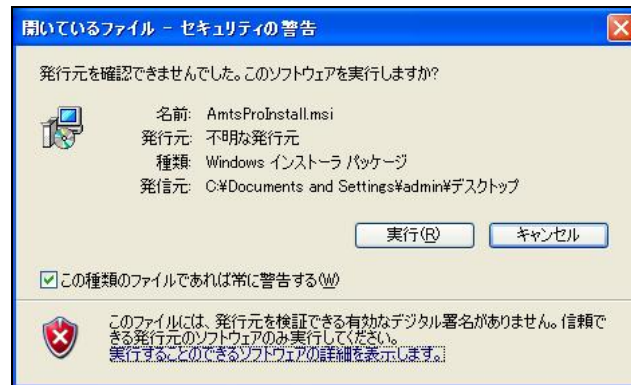 開いているファイル - セキュリティの警告
発行元を確認できませんでした。このソフトウェアを実行しますか?
名前: AmtsProInstall.msi
発行元: 不明な発行元
種類: Windows インストーラ パッケージ
発信元: C:¥Documents and Settings¥admin¥デスクトップ
実行(R) キャンセル
この種類のファイルであれば常に警告する(W)
このファイルには、発行元を検証できる有効なデジタル署名がありません。信頼で
きる発行元のソフトウェアのみ実行してください。
実行することのできるソフトウェアの詳細を表示します。